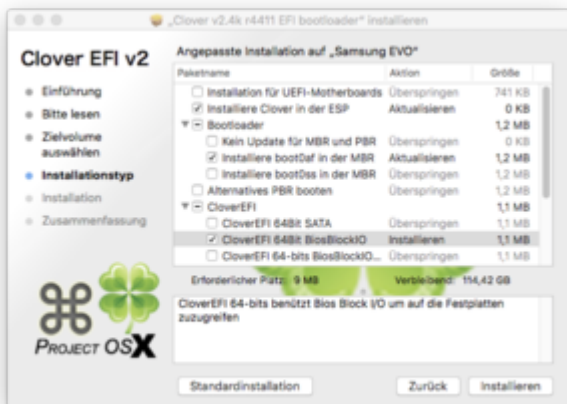 „Clover v2.4k r4411 EFI bootloader“ installieren
Clover EFI v2
Einführung
Bitte lesen
Zielvolume
auswählen
Installationstyp
Installation
Zusammenfassung
PROJECT OSX
Angepasste Installation auf „Samsung EVO“
Paketname Aktion Größe
Installation für UEFI-Motherboards Überspringen 741 KB
Installiere Clover in der ESP Aktualisieren 0 KB
Bootloader 1,2 MB
Kein Update für MBR und PBR Überspringen 0 KB
Installiere boot0af in der MBR Aktualisieren 1,2 MB
Installiere boot0ss in der MBR Überspringen 1,2 MB
Alternatives PBR booten Überspringen 1,2 MB
CloverEFI 1,1 MB
CloverEFI 64Bit SATA Überspringen 1,1 MB
CloverEFI 64Bit BiosBlockIO Installieren 1,1 MB
CloverEFI 64-bits BiosBlockIO... Überspringen 1,1 MB
Erforderlicher Platz: 9 MB Verbleibend: 114,42 GB
CloverEFI 64-bits benützt Bios Block I/O um auf die Festplatten
zuzugreifen
Standardinstallation Zurück Installieren